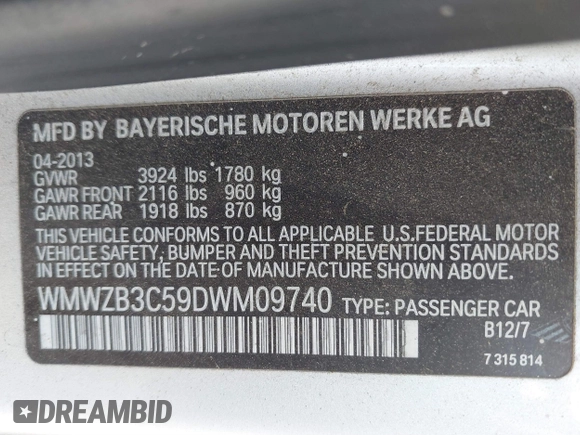 MFD BY BAYERISCHE MOTOREN WERKE AG
04-2013
GVWR 3924 lbs 1780 kg
GAWR FRONT 2116 lbs 960 kg
GAWR REAR 1918 lbs 870 kg
THIS VEHICLE CONFORMS TO ALL APPLICABLE U.S.FEDERAL MOTOR
VEHICLE SAFETY, BUMPER AND THEFT PREVENTION STANDARDS
IN EFFECT ON THE DATE OF MANUFACTURE SHOWN ABOVE.
WMWZB3C59DWM09740 TYPE: PASSENGER CAR
B12/7
7 315 814
DREAMBID